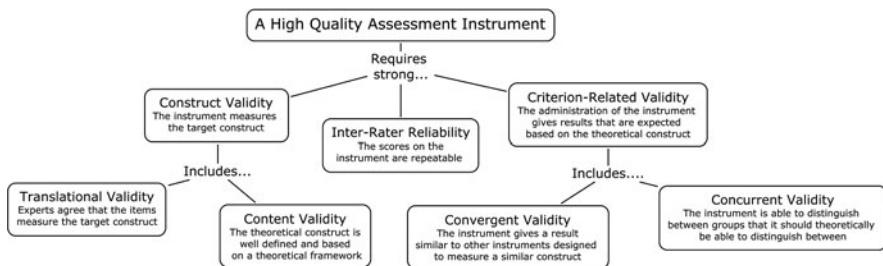 A High Quality Assessment Instrument
Requires
strong...
Construct Validity
The instrument measures
the target construct
Inter-Rater Reliability
The scores on the
instrument are repeatable
Criterion-Related Validity
The administration of the instrument
gives results that are expected
based on the theoretical construct
Includes...
Includes....
Translational Validity
Experts agree that the items
measure the target construct
Content Validity
The theoretical construct is
well defined and based
on a theoretical framework
Convergent Validity
The instrument gives a result
similar to other instruments designed
to measure a similar construct
Concurrent Validity
The instrument is able to distinguish
between groups that it should theoretically
be able to distinguish between